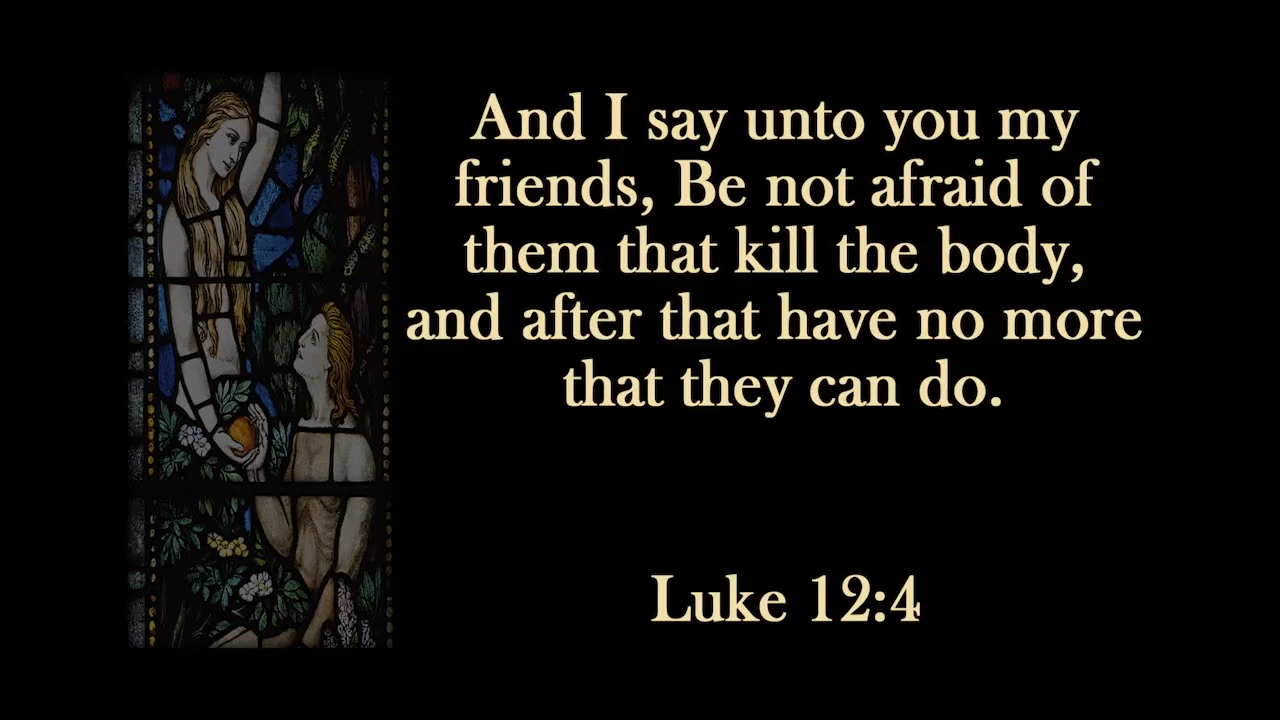 And I say unto you my
friends, Be not afraid of
them that kill the body,
and after that have no more
that they can do.
Luke 12:4